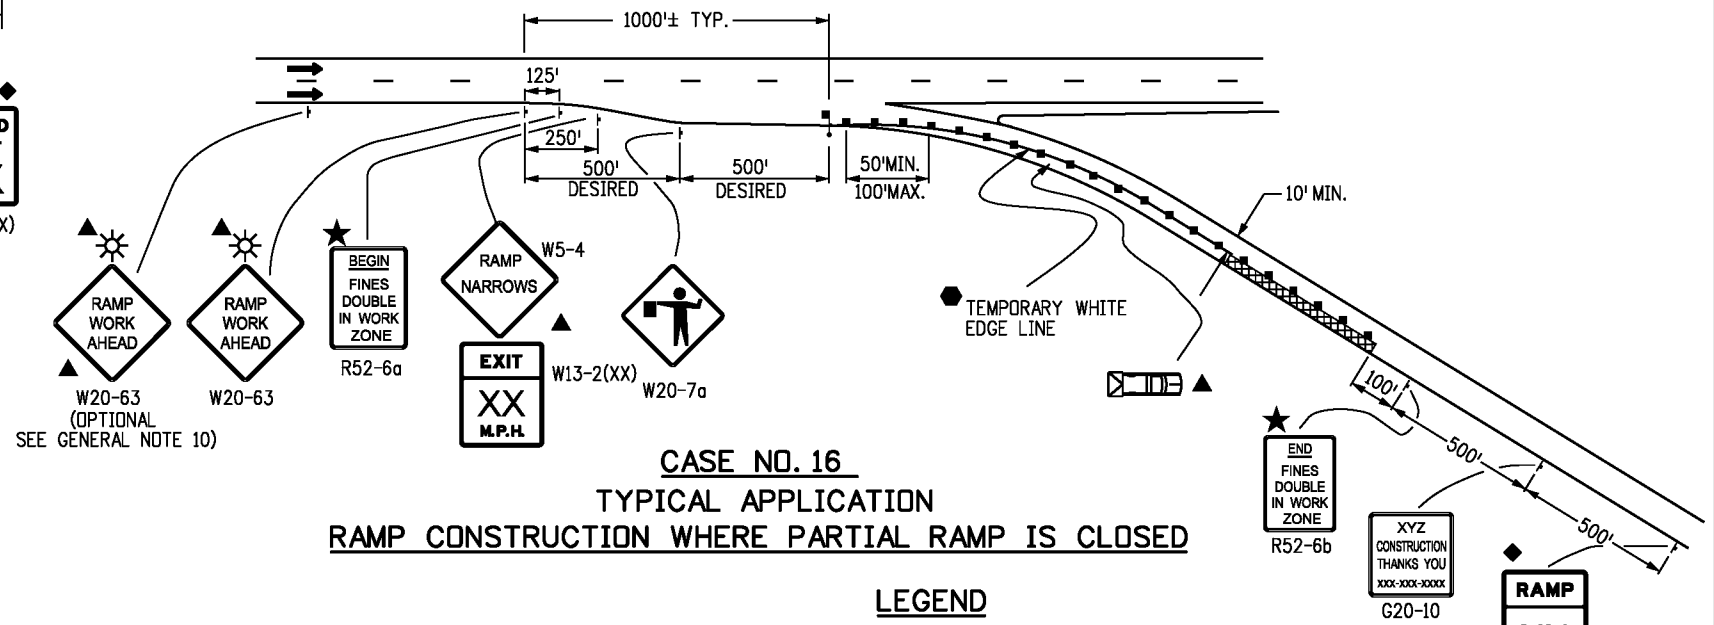 1000'± TYP.
125'
250'
500'
DESIRED
500'
DESIRED
50'MIN.
100'MAX.
10' MIN.
D
X
X)
RAMP
WORK
AHEAD
W20-63
(OPTIONAL
SEE GENERAL NOTE 10)
RAMP
WORK
AHEAD
W20-63
BEGIN
FINES
DOUBLE
IN WORK
ZONE
R52-6a
RAMP
NARROWS
W5-4
EXIT
XX
M.P.H.
W13-2(XX)
W20-7a
TEMPORARY WHITE
EDGE LINE
100'
500'
500'
END
FINES
DOUBLE
IN WORK
ZONE
R52-6b
XYZ
CONSTRUCTION
THANKS YOU
XXX-XXX-XXXX
G20-10
RAMP
CASE NO. 16
TYPICAL APPLICATION
RAMP CONSTRUCTION WHERE PARTIAL RAMP IS CLOSED
LEGEND